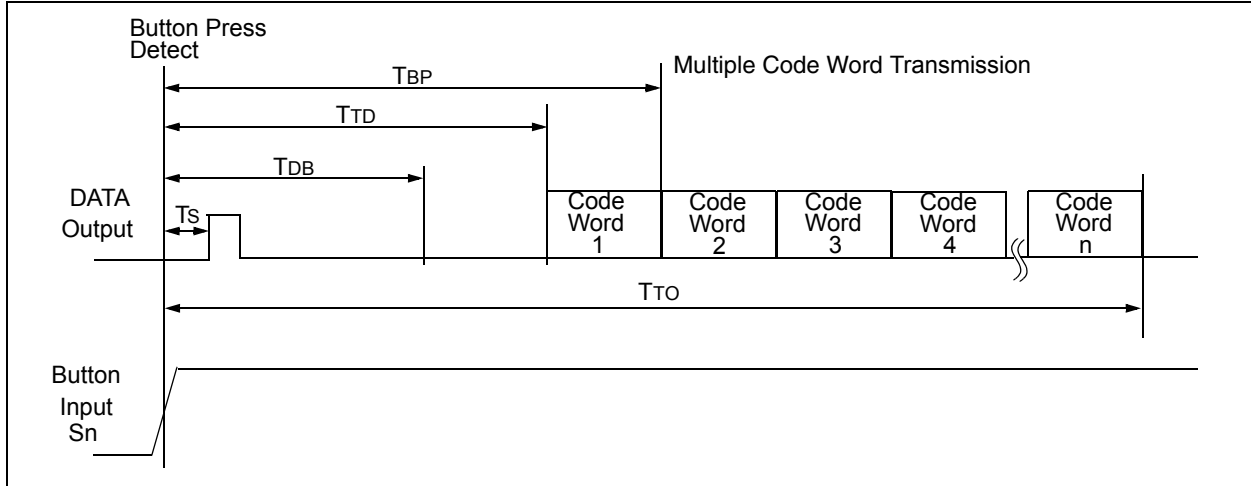 Button Press
Detect
TBP
Multiple Code Word Transmission
TTD
TDB
DATA
Output
TS
Code
Word
1
Code
Word
2
Code
Word
3
Code
Word
4
Code
Word
n
TTO
Button
Input
Sn